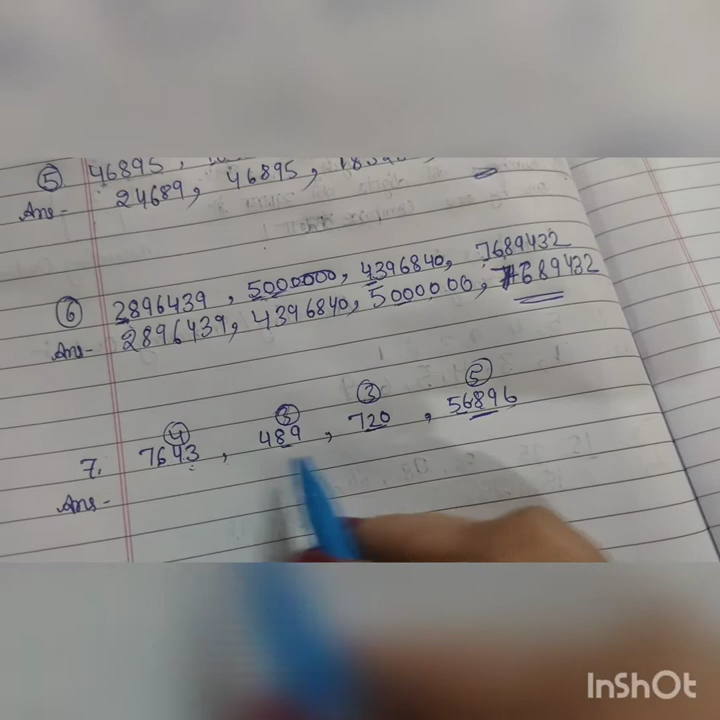 ⑤ 46895,
Ans- 24689, 46895,
⑥ 2896439, 5000000, 4396840, 7689432
Ans- 2896439, 4396840, 5000000, 7689432
④ ③ ③ ⑤
7. 7643, 489, 720, 56896
Ans-
InShOt